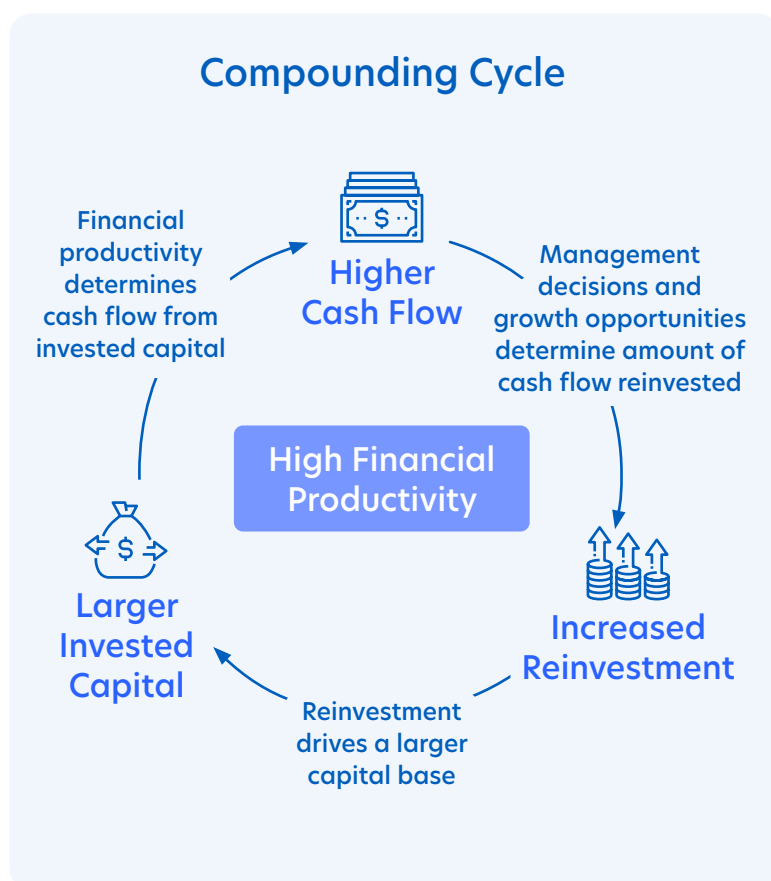 Compounding Cycle
Higher
Cash Flow
Management
decisions and
growth opportunities
determine amount of
cash flow reinvested
Increased
Reinvestment
Reinvestment
drives a larger
capital base
Larger
Invested
Capital
Financial
productivity
determines
cash flow from
invested capital
High Financial
Productivity